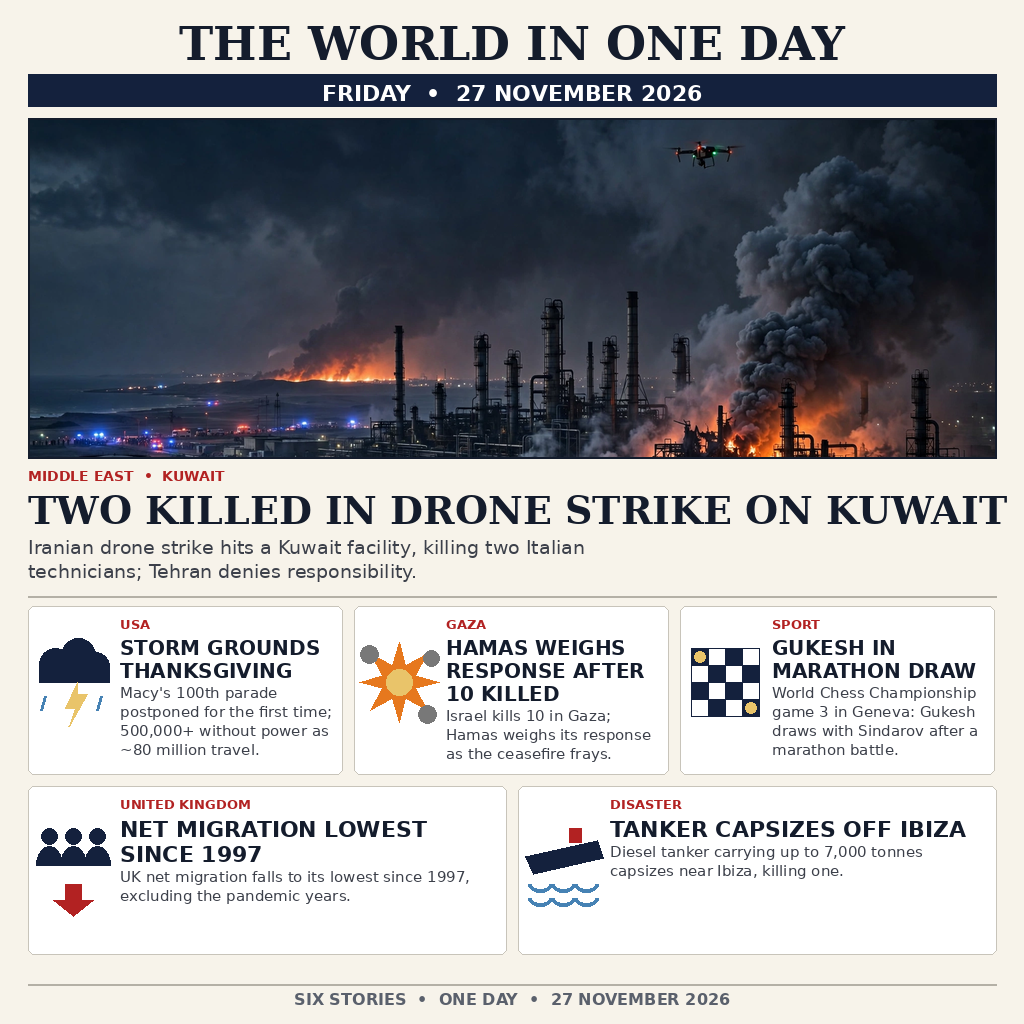 THE WORLD IN ONE DAY
FRIDAY • 27 NOVEMBER 2026
MIDDLE EAST • KUWAIT
TWO KILLED IN DRONE STRIKE ON KUWAIT
Iranian drone strike hits a Kuwait facility, killing two Italian
technicians; Tehran denies responsibility.
USA
STORM GROUNDS
THANKSGIVING
Macy's 100th parade
postponed for the first time;
500,000+ without power as
~80 million travel.
GAZA
HAMAS WEIGHS
RESPONSE AFTER
10 KILLED
Israel kills 10 in Gaza;
Hamas weighs its response
as the ceasefire frays.
SPORT
GUKESH IN
MARATHON DRAW
World Chess Championship
game 3 in Geneva: Gukesh
draws with Sindarov after a
marathon battle.
UNITED KINGDOM
NET MIGRATION LOWEST
SINCE 1997
UK net migration falls to its lowest since 1997,
excluding the pandemic years.
DISASTER
TANKER CAPSIZES OFF IBIZA
Diesel tanker carrying up to 7,000 tonnes
capsizes near Ibiza, killing one.
SIX STORIES • ONE DAY • 27 NOVEMBER 2026